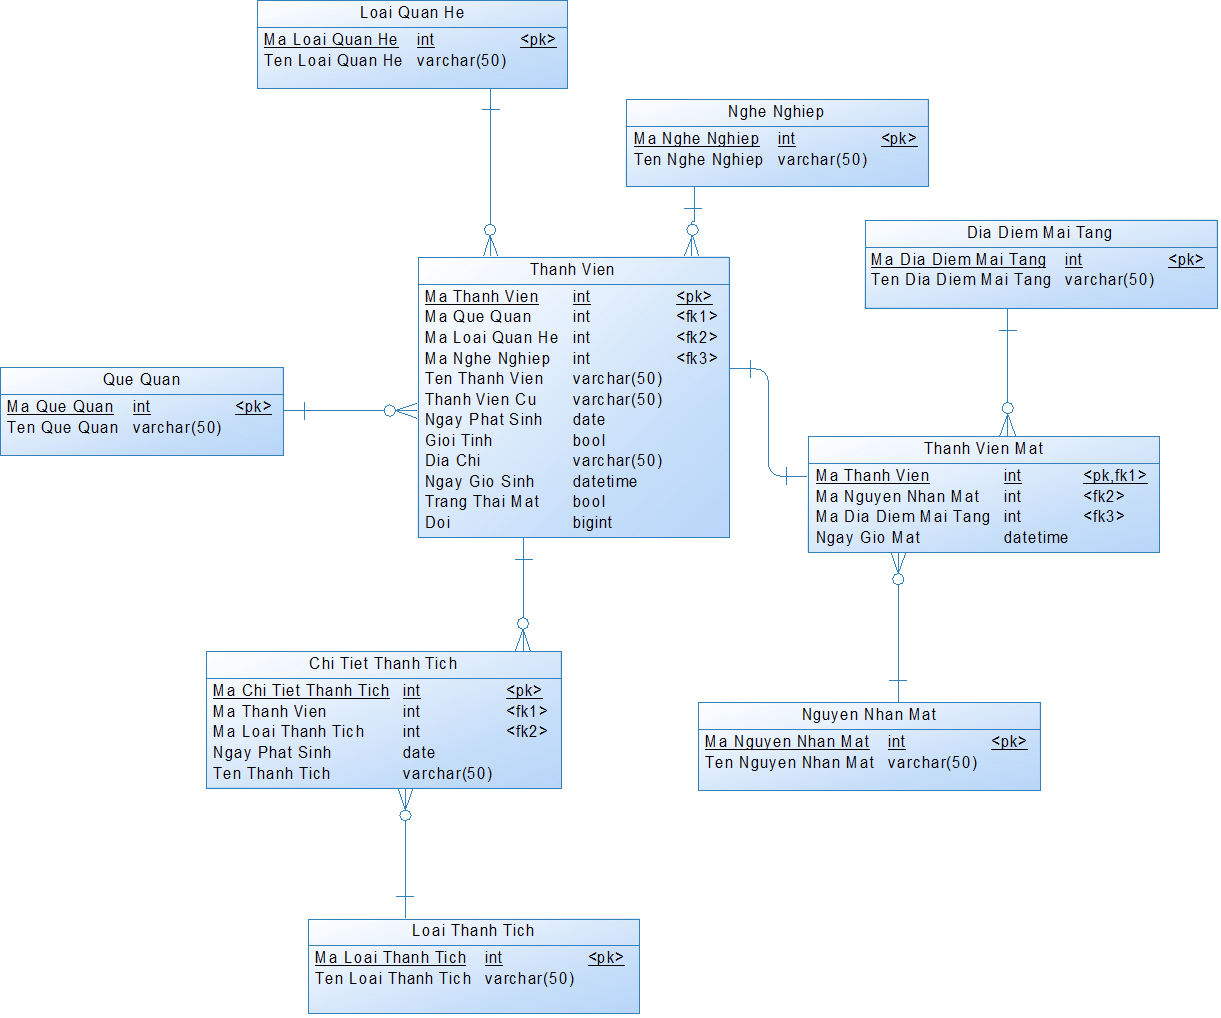 Loai Quan He
Ma Loai Quan He int <pk>
Ten Loai Quan He varchar(50)
Nghe Nghiep
Ma Nghe Nghiep int <pk>
Ten Nghe Nghiep varchar(50)
Dia Diem Mai Tang
Ma Dia Diem Mai Tang int <pk>
Ten Dia Diem Mai Tang varchar(50)
Thanh Vien
Ma Thanh Vien int <pk>
Ma Que Quan int <fk1>
Ma Loai Quan He int <fk2>
Ma Nghe Nghiep int <fk3>
Ten Thanh Vien varchar(50)
Thanh Vien Cu varchar(50)
Ngay Phat Sinh date
Gioi Tinh bool
Dia Chi varchar(50)
Ngay Gio Sinh datetime
Trang Thai Mat bool
Doi bigint
Que Quan
Ma Que Quan int <pk>
Ten Que Quan varchar(50)
Thanh Vien Mat
Ma Thanh Vien int <pk,fk1>
Ma Nguyen Nhan Mat int <fk2>
Ma Dia Diem Mai Tang int <fk3>
Ngay Gio Mat datetime
Chi Tiet Thanh Tich
Ma Chi Tiet Thanh Tich int <pk>
Ma Thanh Vien int <fk1>
Ma Loai Thanh Tich int <fk2>
Ngay Phat Sinh date
Ten Thanh Tich varchar(50)
Nguyen Nhan Mat
Ma Nguyen Nhan Mat int <pk>
Ten Nguyen Nhan Mat varchar(50)
Loai Thanh Tich
Ma Loai Thanh Tich int <pk>
Ten Loai Thanh Tich varchar(50)